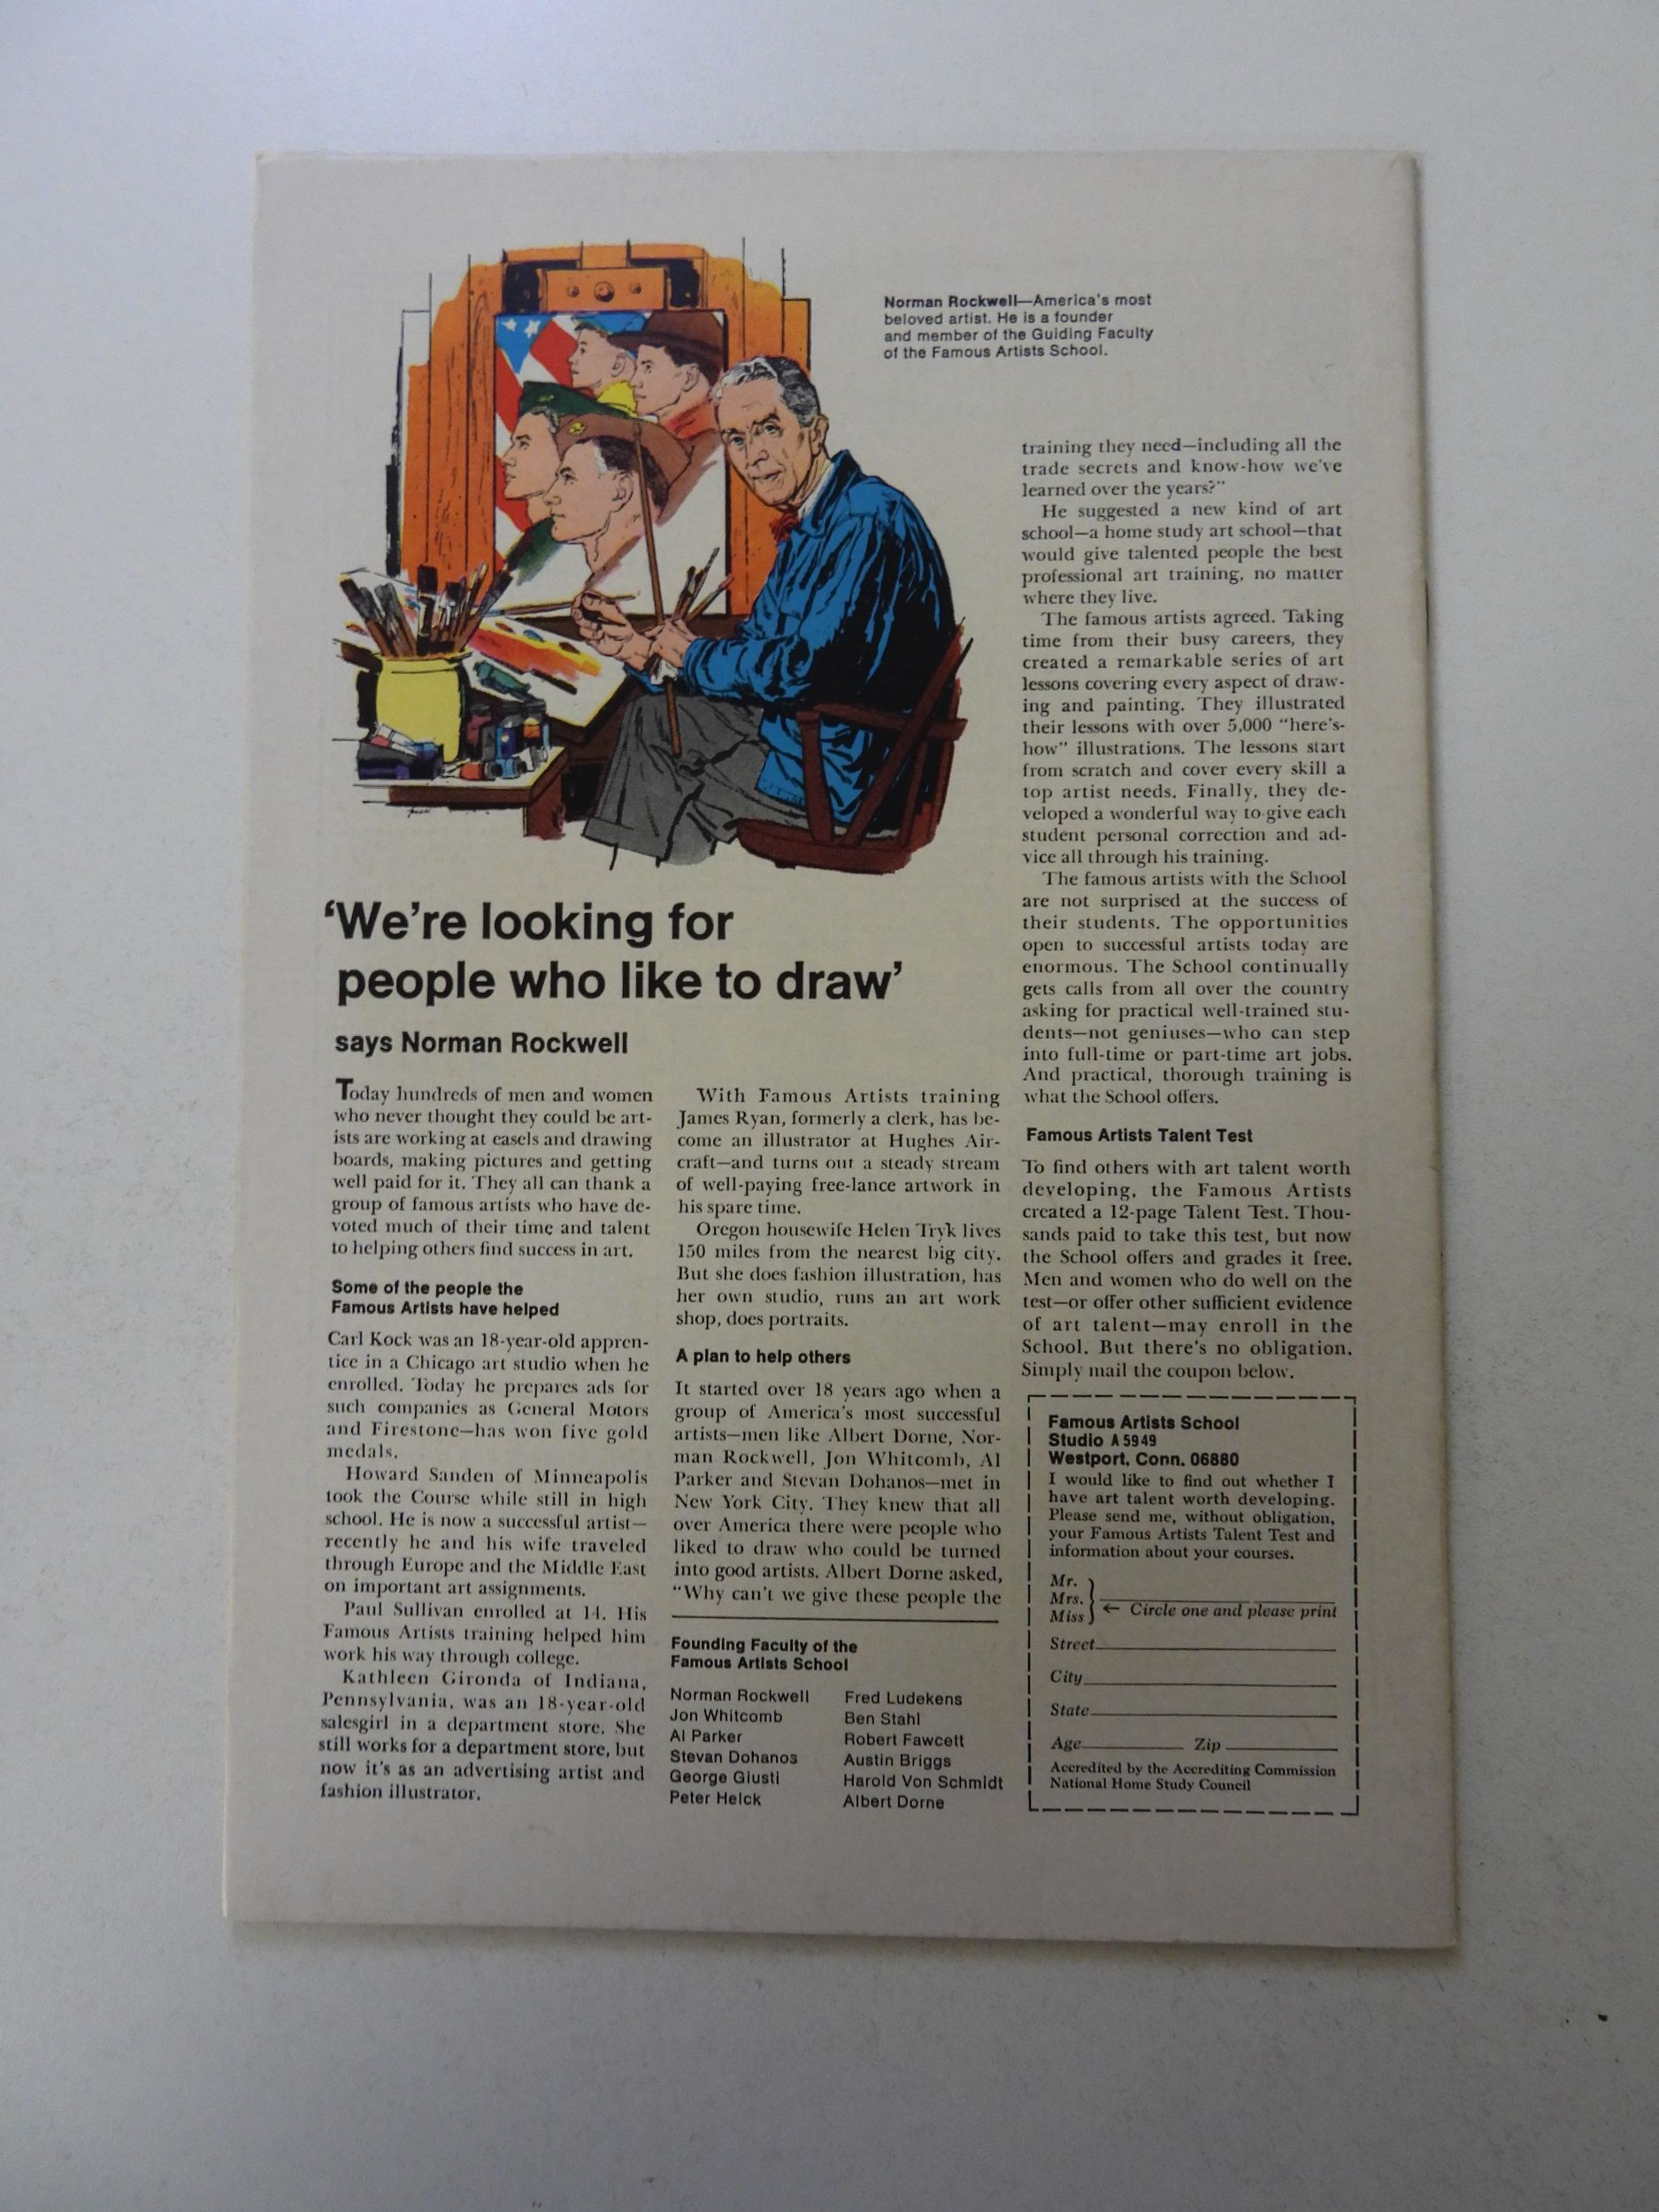 Norman Rockwell—America's most
beloved artist. He is a founder
and member of the Guiding Faculty
of the Famous Artists School.
'We're looking for
people who like to draw'
says Norman Rockwell
Today hundreds of men and women
who never thought they could be art-
ists are working at easels and drawing
boards, making pictures and getting
well paid for it. They all can thank a
group of famous artists who have de-
voted much of their time and talent
to helping others find success in art.
Some of the people the
Famous Artists have helped
Carl Kock was an 18-year-old appren-
tice in a Chicago art studio when he
enrolled. Today he prepares ads for
such companies as General Motors
and Firestone—has won five gold
medals.
Howard Sanden of Minneapolis
took the Course while still in high
school. He is now a successful artist—
recently he and his wife traveled
through Europe and the Middle East
on important art assignments.
Paul Sullivan enrolled at 14. His
Famous Artists training helped him
work his way through college.
Kathleen Gironda of Indiana,
Pennsylvania, was an 18-year-old
salesgirl in a department store. She
still works for a department store, but
now it's as an advertising artist and
fashion illustrator.
With Famous Artists training
James Ryan, formerly a clerk, has be-
come an illustrator at Hughes Air-
craft—and turns out a steady stream
of well-paying free-lance artwork in
his spare time.
Oregon housewife Helen Tryk lives
150 miles from the nearest big city.
But she does fashion illustration, has
her own studio, runs an art work
shop, does portraits.
A plan to help others
It started over 18 years ago when a
group of America's most successful
artists—men like Albert Dorne, Nor-
man Rockwell, Jon Whitcomb, Al
Parker and Stevan Dohanos—met in
New York City. They knew that all
over America there were people who
liked to draw who could be turned
into good artists. Albert Dorne asked,
"Why can't we give these people the
Founding Faculty of the
Famous Artists School
Norman Rockwell
Jon Whitcomb
Al Parker
Stevan Dohanos
George Giusti
Peter Helck
Fred Ludekens
Ben Stahl
Robert Fawcett
Austin Briggs
Harold Von Schmidt
Albert Dorne
training they need—including all the
trade secrets and know-how we've
learned over the years?"
He suggested a new kind of art
school—a home study art school—that
would give talented people the best
professional art training, no matter
where they live.
The famous artists agreed. Taking
time from their busy careers, they
created a remarkable series of art
lessons covering every aspect of draw-
ing and painting. They illustrated
their lessons with over 5,000 "here's-
how" illustrations. The lessons start
from scratch and cover every skill a
top artist needs. Finally, they de-
veloped a wonderful way to give each
student personal correction and ad-
vice all through his training.
The famous artists with the School
are not surprised at the success of
their students. The opportunities
open to successful artists today are
enormous. The School continually
gets calls from all over the country
asking for practical well-trained stu-
dents—not geniuses—who can step
into full-time or part-time art jobs.
And practical, thorough training is
what the School offers.
Famous Artists Talent Test
To find others with art talent worth
developing, the Famous Artists
created a 12-page Talent Test. Thou-
sands paid to take this test, but now
the School offers and grades it free.
Men and women who do well on the
test—or offer other sufficient evidence
of art talent—may enroll in the
School. But there's no obligation.
Simply mail the coupon below.
Famous Artists School
Studio A 5949
Westport, Conn. 06880
I would like to find out whether I
have art talent worth developing.
Please send me, without obligation,
your Famous Artists Talent Test and
information about your courses.
Mr.
Mrs.
Miss ← Circle one and please print
Street
City
State
Age Zip
Accredited by the Accrediting Commission
National Home Study Council